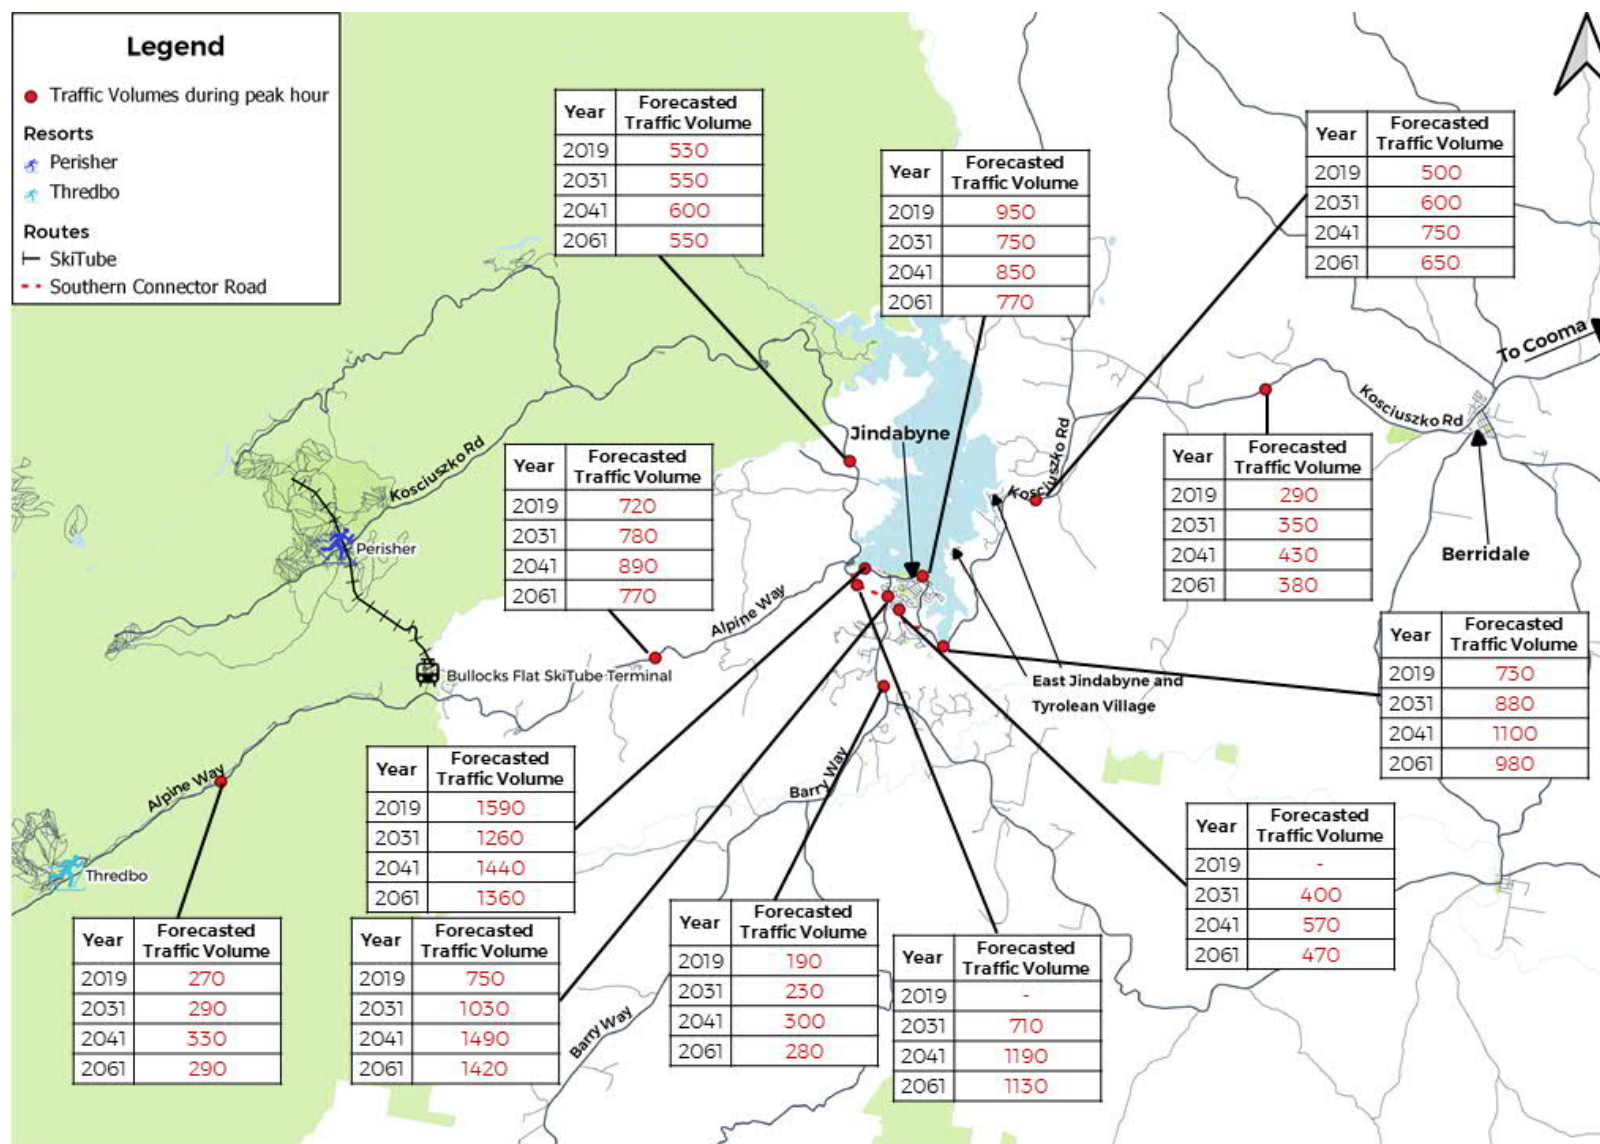 Legend
Traffic Volumes during peak hour
Resorts
Perisher
Thredbo
Routes
SkiTube
Southern Connector Road
Year Forecasted
Traffic Volume
2019 530
2031 550
2041 600
2061 550
Year Forecasted
Traffic Volume
2019 950
2031 750
2041 850
2061 770
Year Forecasted
Traffic Volume
2019 500
2031 600
2041 750
2061 650
To Cooma
Kosciuszko Rd
Jindabyne
Kosciuszko Rd
Kosciuszko Rd
Kosciuszko Rd
Year Forecasted
Traffic Volume
2019 720
2031 780
2041 890
2061 770
Year Forecasted
Traffic Volume
2019 290
2031 350
2041 430
2061 380
Berridale
Perisher
Alpine Way
Bullocks Flat SkiTube Terminal
East Jindabyne and
Tyrolean Village
Year Forecasted
Traffic Volume
2019 730
2031 880
2041 1100
2061 980
Alpine Way
Thredbo
Barry Way
Year Forecasted
Traffic Volume
2019 1590
2031 1260
2041 1440
2061 1360
Year Forecasted
Traffic Volume
2019 -
2031 400
2041 570
2061 470
Year Forecasted
Traffic Volume
2019 270
2031 290
2041 330
2061 290
Year Forecasted
Traffic Volume
2019 750
2031 1030
2041 1490
2061 1420
Barry Way
Year Forecasted
Traffic Volume
2019 190
2031 230
2041 300
2061 280
Year Forecasted
Traffic Volume
2019 -
2031 710
2041 1190
2061 1130